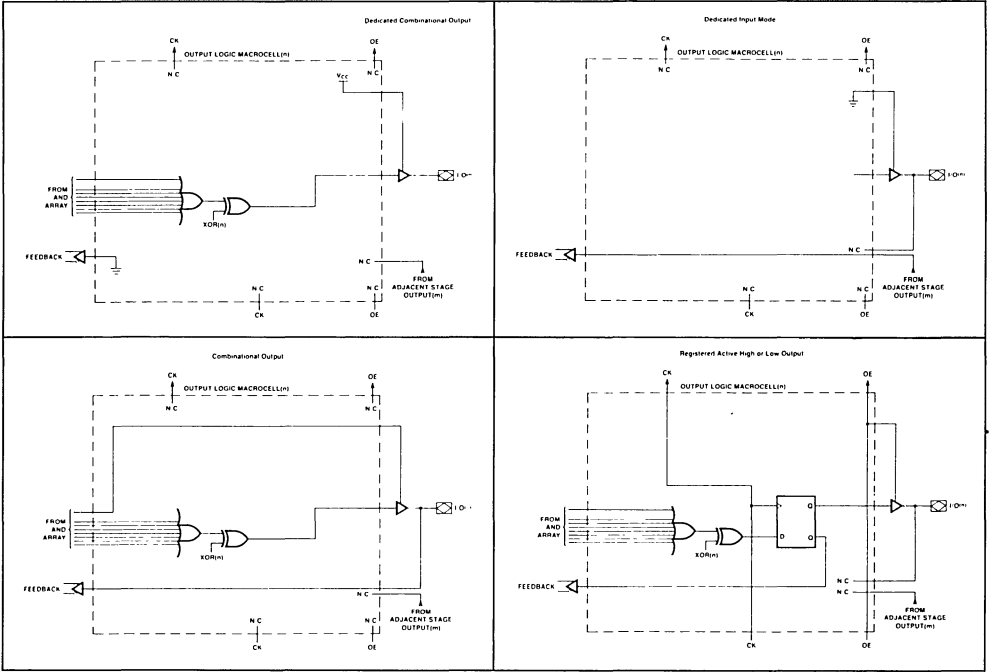 Dedicated Combinational Output
CK
OE
OUTPUT LOGIC MACROCELL(n)
N C
N C
VCC
FROM
AND
ARRAY
XOR(n)
I/O(n)
FEEDBACK
N C
FROM
ADJACENT STAGE
OUTPUT(m)
N C
N C
CK
OE
Dedicated Input Mode
CK
OE
OUTPUT LOGIC MACROCELL(n)
N C
N C
I/O(n)
N C
FEEDBACK
FROM
ADJACENT STAGE
OUTPUT(m)
N C
N C
CK
OE
Combinational Output
CK
OE
OUTPUT LOGIC MACROCELL(n)
N C
N C
FROM
AND
ARRAY
XOR(n)
FEEDBACK
N C
FROM
ADJACENT STAGE
OUTPUT(m)
N C
N C
CK
OE
Registered Active High or Low Output
CK
OE
OUTPUT LOGIC MACROCELL(n)
Q
I/O(n)
FROM
AND
ARRAY
D
Q
XOR(n)
N C
FEEDBACK
N C
FROM
ADJACENT STAGE
OUTPUT(m)
CK
OE